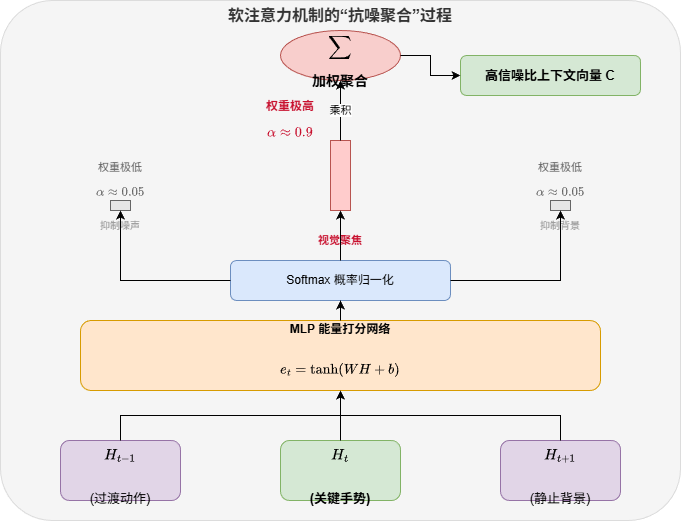 软注意力机制的“抗噪聚合”过程
∑
加权聚合
高信噪比上下文向量 C
权重极高
α ≈ 0.9
乘积
权重极低
α ≈ 0.05
抑制噪声
权重极低
α ≈ 0.05
抑制背景
视觉聚焦
Softmax 概率归一化
MLP 能量打分网络
e_t = tanh(WH + b)
H_{t−1}
(过渡动作)
H_t
(关键手势)
H_{t+1}
(静止背景)